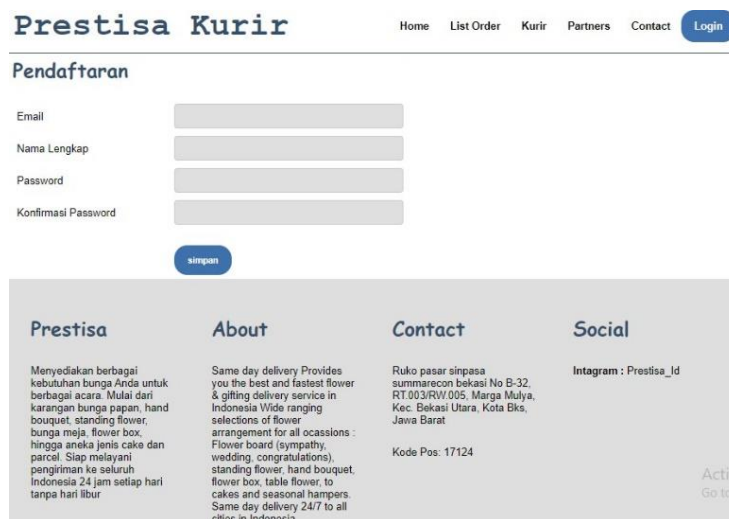 Prestisa Kurir
Home List Order Kurir Partners Contact Login
Pendaftaran
Email
Nama Lengkap
Password
Konfirmasi Password
simpan
Prestisa
Menyediakan berbagai
kebutuhan bunga Anda untuk
berbagai acara. Mulai dari
karangan bunga papan, hand
bouquet, standing flower,
bunga meja, flower box,
hingga aneka jenis cake dan
parcel. Siap melayani
pengiriman ke seluruh
Indonesia 24 jam setiap hari
tanpa hari libur
About
Same day delivery Provides
you the best and fastest flower
& gifting delivery service in
Indonesia Wide ranging
selections of flower
arrangement for all ocassions :
Flower board (sympathy,
wedding, congratulations),
standing flower, hand bouquet,
flower box, table flower, to
cakes and seasonal hampers.
Same day delivery 24/7 to all
cities in Indonesia
Contact
Ruko pasar sinpasa
summarecon bekasi No B-32,
RT.003/RW.005, Marga Mulya,
Kec. Bekasi Utara, Kota Bks,
Jawa Barat
Kode Pos: 17124
Social
Intagram : Prestisa_Id
Acti
Go to